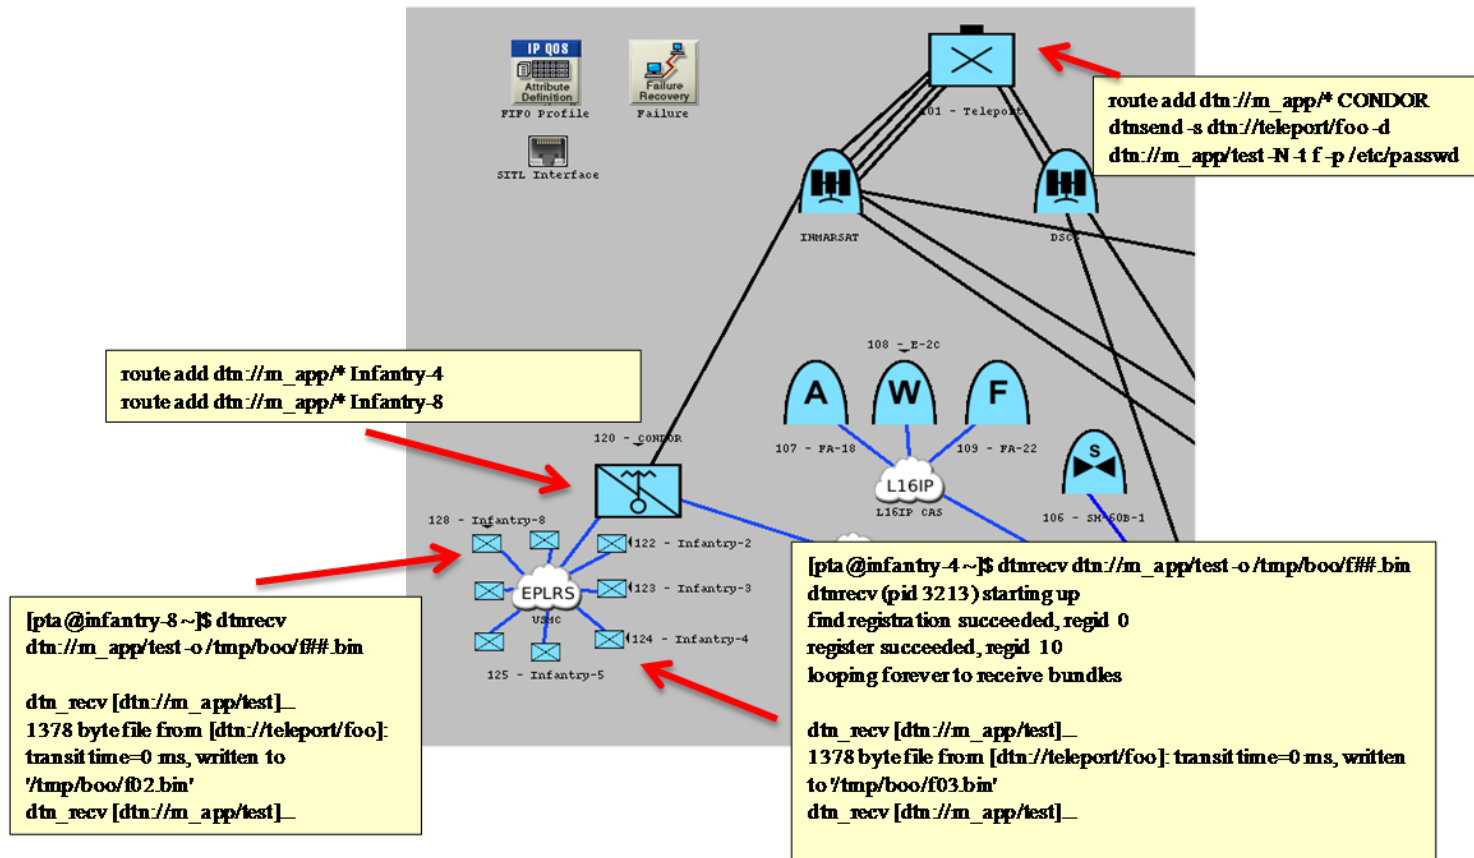 IP QOS
Attribute
Definition
FIFO Profile
Failure
Recovery
Failure
SITL Interface
101 - Teleport
route add dtn://m_app/* CONDOR
dtnsend -s dtn://teleport/foo -d
dtn://m_app/test -N -t f -p /etc/passwd
INMARSAT
route add dtn://m_app/* Infantry-4
route add dtn://m_app/* Infantry-8
108 - E-2C
A
W
F
107 - FA-18
109 - FA-22
L16IP
L16IP CAS
S
106 - SH-60B-1
120 - CONDOR
128 - Infantry-8
122 - Infantry-2
EPLRS
USMC
123 - Infantry-3
124 - Infantry-4
125 - Infantry-5
[pta@infantry-8 ~]$ dtnrecv
dtn://m_app/test -o /tmp/boo/f##.bin
dtn_recv [dtn://m_app/test]...
1378 byte file from [dtn://teleport/foo]:
transit time=0 ms, written to
'/tmp/boo/f02.bin'
dtn_recv [dtn://m_app/test]...
[pta@infantry-4 ~]$ dtnrecv dtn://m_app/test -o /tmp/boo/f##.bin
dtnrecv (pid 3213) starting up
find registration succeeded, regid 0
register succeeded, regid 10
looping forever to receive bundles
dtn_recv [dtn://m_app/test]...
1378 byte file from [dtn://teleport/foo]: transit time=0 ms, written
to '/tmp/boo/f03.bin'
dtn_recv [dtn://m_app/test]...